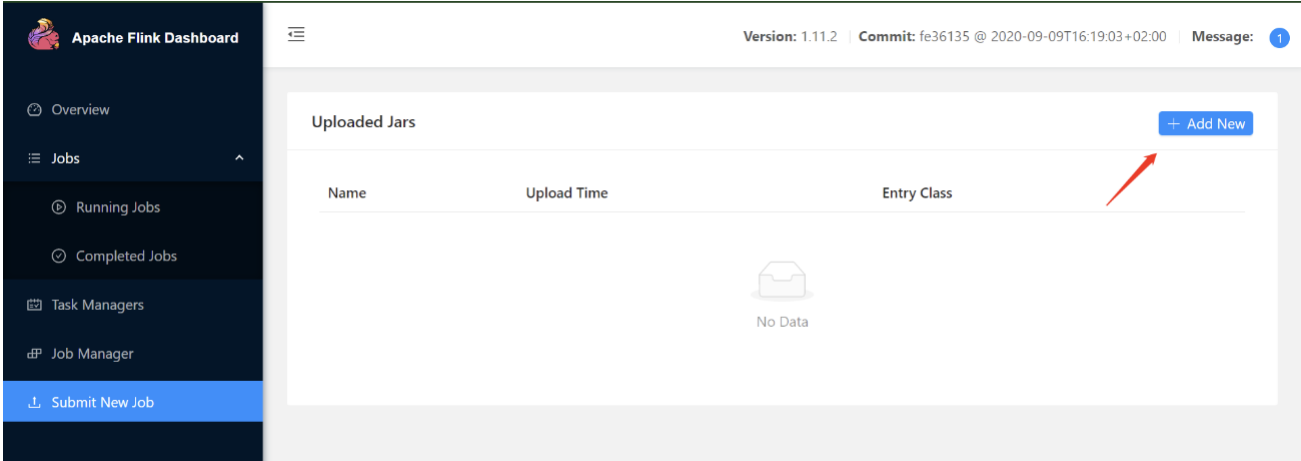 Apache Flink Dashboard
Version: 1.11.2 Commit: fe36135 @ 2020-09-09T16:19:03+02:00 Message: 1
Overview
Jobs
Running Jobs
Completed Jobs
Task Managers
Job Manager
Submit New Job
Uploaded Jars
+ Add New
Name Upload Time Entry Class
No Data